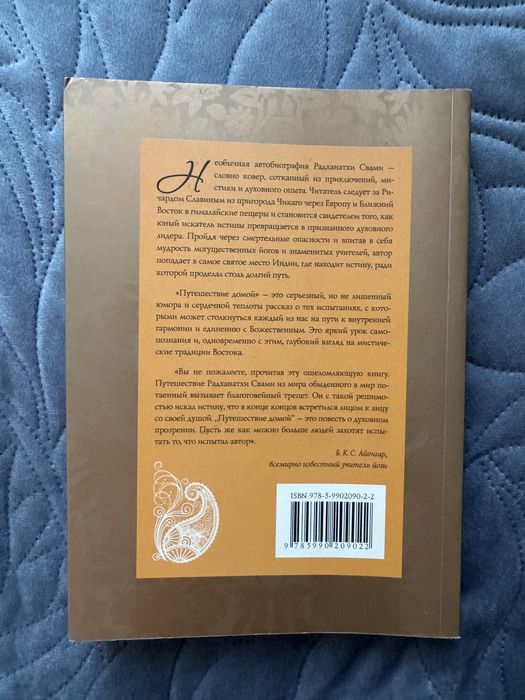 Необычная автобиография Радханатхи Свами –
словно ковер, сотканный из приключений, ми-
стики и духовного опыта. Читатель следует за Ри-
чардом Славиным из пригорода Чикаго через Европу и Ближний
Восток в гималайские пещеры и становится свидетелем того, как
юный искатель истины превращается в признанного духовного
лидера. Пройдя через смертельные опасности и впитав в себя
мудрость могущественных йогов и знаменитых учителей, автор
попадает в самое святое место Индии, где находит истину, ради
которой проделал столь долгий путь.
«Путешествие домой» – это серьезный, но не лишенный
юмора и сердечной теплоты рассказ о тех испытаниях, с кото-
рыми может столкнуться каждый из нас на пути к внутренней
гармонии и единению с Божественным. Это яркий урок само-
познания и, одновременно с этим, глубокий взгляд на мистичес-
кие традиции Востока.
«Вы не пожалеете, прочитав эту ошеломляющую книгу.
Путешествие Радханатхи Свами из мира обыденного в мир по-
таенный вызывает благоговейный трепет. Он с такой решимо-
стью искал истину, что в конце концов встретился лицом к лицу
со своей душой. „Путешествие домой" – это повесть о духовном
прозрении. Пусть же как можно больше людей захотят испы-
тать то, что испытал автор».
Б. К. С. Айенгар,
всемирно известный учитель йоги
ISBN 978-5-9902090-2-2
9 785990 209022